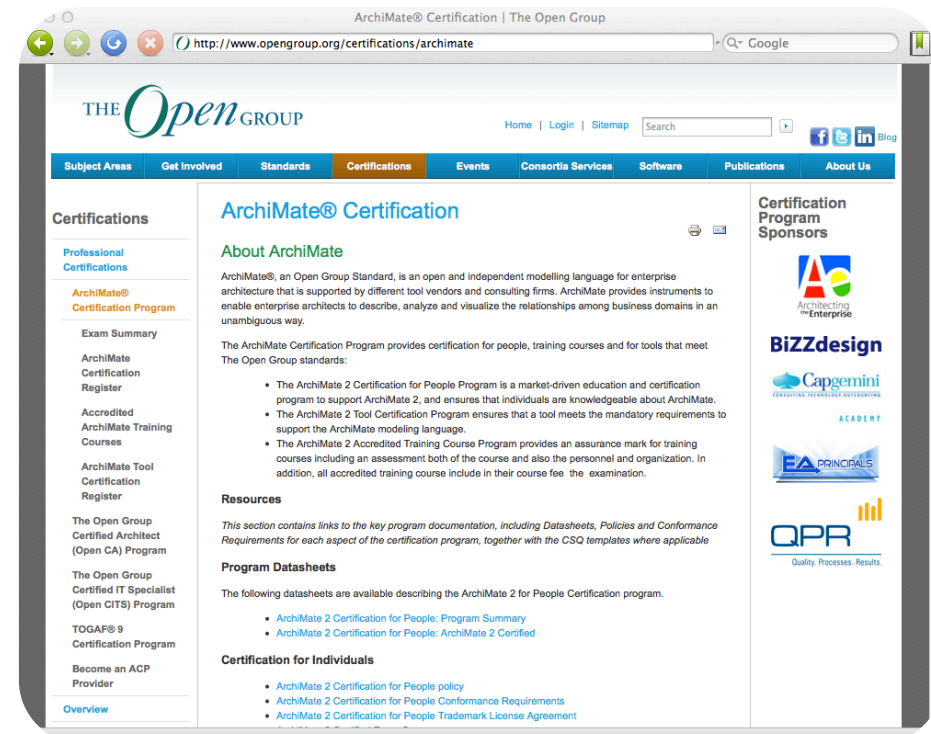 ArchiMate® Certification | The Open Group
http://www.opengroup.org/certifications/archimate
Google
THE Open GROUP
Home | Login | Sitemap
Search
Blog
Subject Areas
Get Involved
Standards
Certifications
Events
Consortia Services
Software
Publications
About Us
Certifications
Professional
Certifications
ArchiMate®
Certification Program
Exam Summary
ArchiMate
Certification
Register
Accredited
ArchiMate Training
Courses
ArchiMate Tool
Certification
Register
The Open Group
Certified Architect
(Open CA) Program
The Open Group
Certified IT Specialist
(Open CITS) Program
TOGAF® 9
Certification Program
Become an ACP
Provider
Overview
ArchiMate® Certification
About ArchiMate
ArchiMate®, an Open Group Standard, is an open and independent modelling language for enterprise
architecture that is supported by different tool vendors and consulting firms. ArchiMate provides instruments to
enable enterprise architects to describe, analyze and visualize the relationships among business domains in an
unambiguous way.
The ArchiMate Certification Program provides certification for people, training courses and for tools that meet
The Open Group standards:
• The ArchiMate 2 Certification for People Program is a market-driven education and certification
program to support ArchiMate 2, and ensures that individuals are knowledgeable about ArchiMate.
• The ArchiMate 2 Tool Certification Program ensures that a tool meets the mandatory requirements to
support the ArchiMate modeling language.
• The ArchiMate 2 Accredited Training Course Program provides an assurance mark for training
courses including an assessment both of the course and also the personnel and organization. In
addition, all accredited training course include in their course fee the examination.
Resources
This section contains links to the key program documentation, including Datasheets, Policies and Conformance
Requirements for each aspect of the certification program, together with the CSQ templates where applicable
Program Datasheets
The following datasheets are available describing the ArchiMate 2 for People Certification program.
• ArchiMate 2 Certification for People: Program Summary
• ArchiMate 2 Certification for People: ArchiMate 2 Certified
Certification for Individuals
• ArchiMate 2 Certification for People policy
• ArchiMate 2 Certification for People Conformance Requirements
• ArchiMate 2 Certification for People Trademark License Agreement
Certification
Program
Sponsors
Architecting
the Enterprise
BiZZdesign
Capgemini
CONSULTING.TECHNOLOGY.OUTSOURCING
ACADEMY
EA PRINCIPALS
QPR
Quality. Processes. Results.